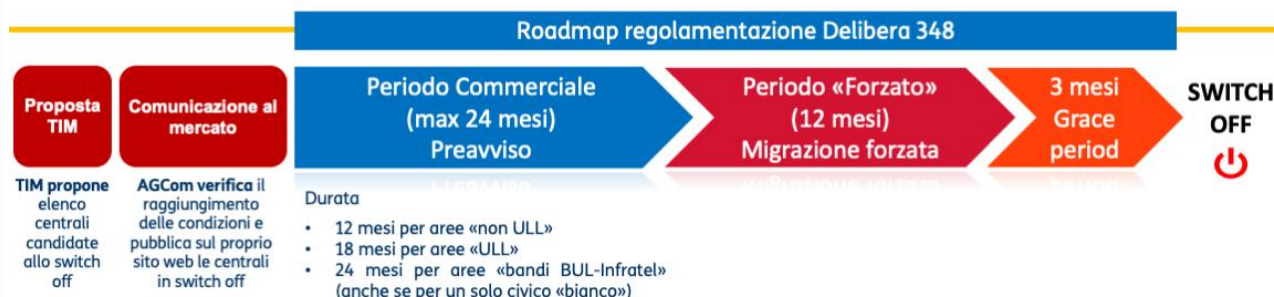 Roadmap regolamentazione Delibera 348
Proposta
TIM
Comunicazione al
mercato
Periodo Commerciale
(max 24 mesi)
Preavviso
Periodo «Forzato»
(12 mesi)
Migrazione forzata
3 mesi
Grace
period
SWITCH
OFF
TIM propone
elenco
centrali
candidate
allo switch
off
AGCom verifica il
raggiungimento
delle condizioni e
pubblica sul proprio
sito web le centrali
in switch off
Durata
• 12 mesi per aree «non ULL»
• 18 mesi per aree «ULL»
• 24 mesi per aree «bandi BUL-Infratel»
(anche se per un solo civico «bianco»)